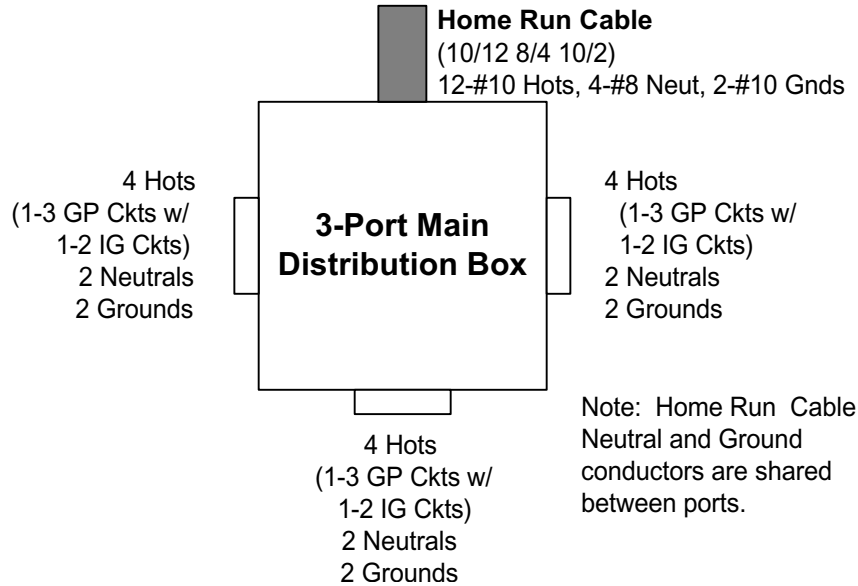 Home Run Cable
(10/12 8/4 10/2)
12-#10 Hots, 4-#8 Neut, 2-#10 Gnds
4 Hots
(1-3 GP Ckts w/
1-2 IG Ckts)
2 Neutrals
2 Grounds
3-Port Main
Distribution Box
4 Hots
(1-3 GP Ckts w/
1-2 IG Ckts)
2 Neutrals
2 Grounds
4 Hots
(1-3 GP Ckts w/
1-2 IG Ckts)
2 Neutrals
2 Grounds
Note: Home Run Cable
Neutral and Ground
conductors are shared
between ports.